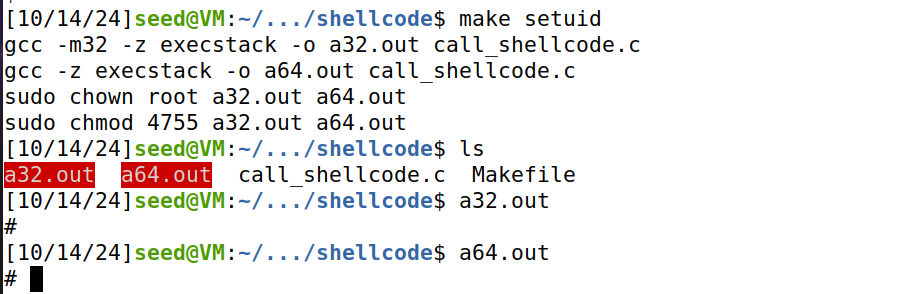 [10/14/24]seed@VM:~/.../shellcode$ make setuid
gcc -m32 -z execstack -o a32.out call_shellcode.c
gcc -z execstack -o a64.out call_shellcode.c
sudo chown root a32.out a64.out
sudo chmod 4755 a32.out a64.out
[10/14/24]seed@VM:~/.../shellcode$ ls
a32.out  a64.out  call_shellcode.c  Makefile
[10/14/24]seed@VM:~/.../shellcode$ a32.out
#
[10/14/24]seed@VM:~/.../shellcode$ a64.out
#